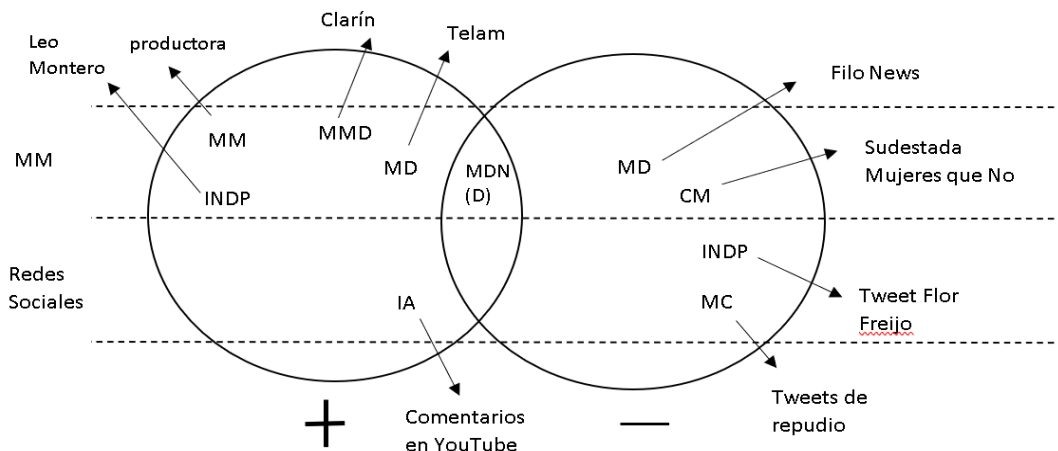 Clarín
Telam
Leo
Montero
productora
Filo News
MM
MM
MMD
MD
MDN
(D)
MD
CM
INDP
Sudestada
Mujeres que No
Redes
Sociales
INDP
IA
MC
Tweet Flor
Freijo
+
Comentarios
en YouTube
—
Tweets de
repudio